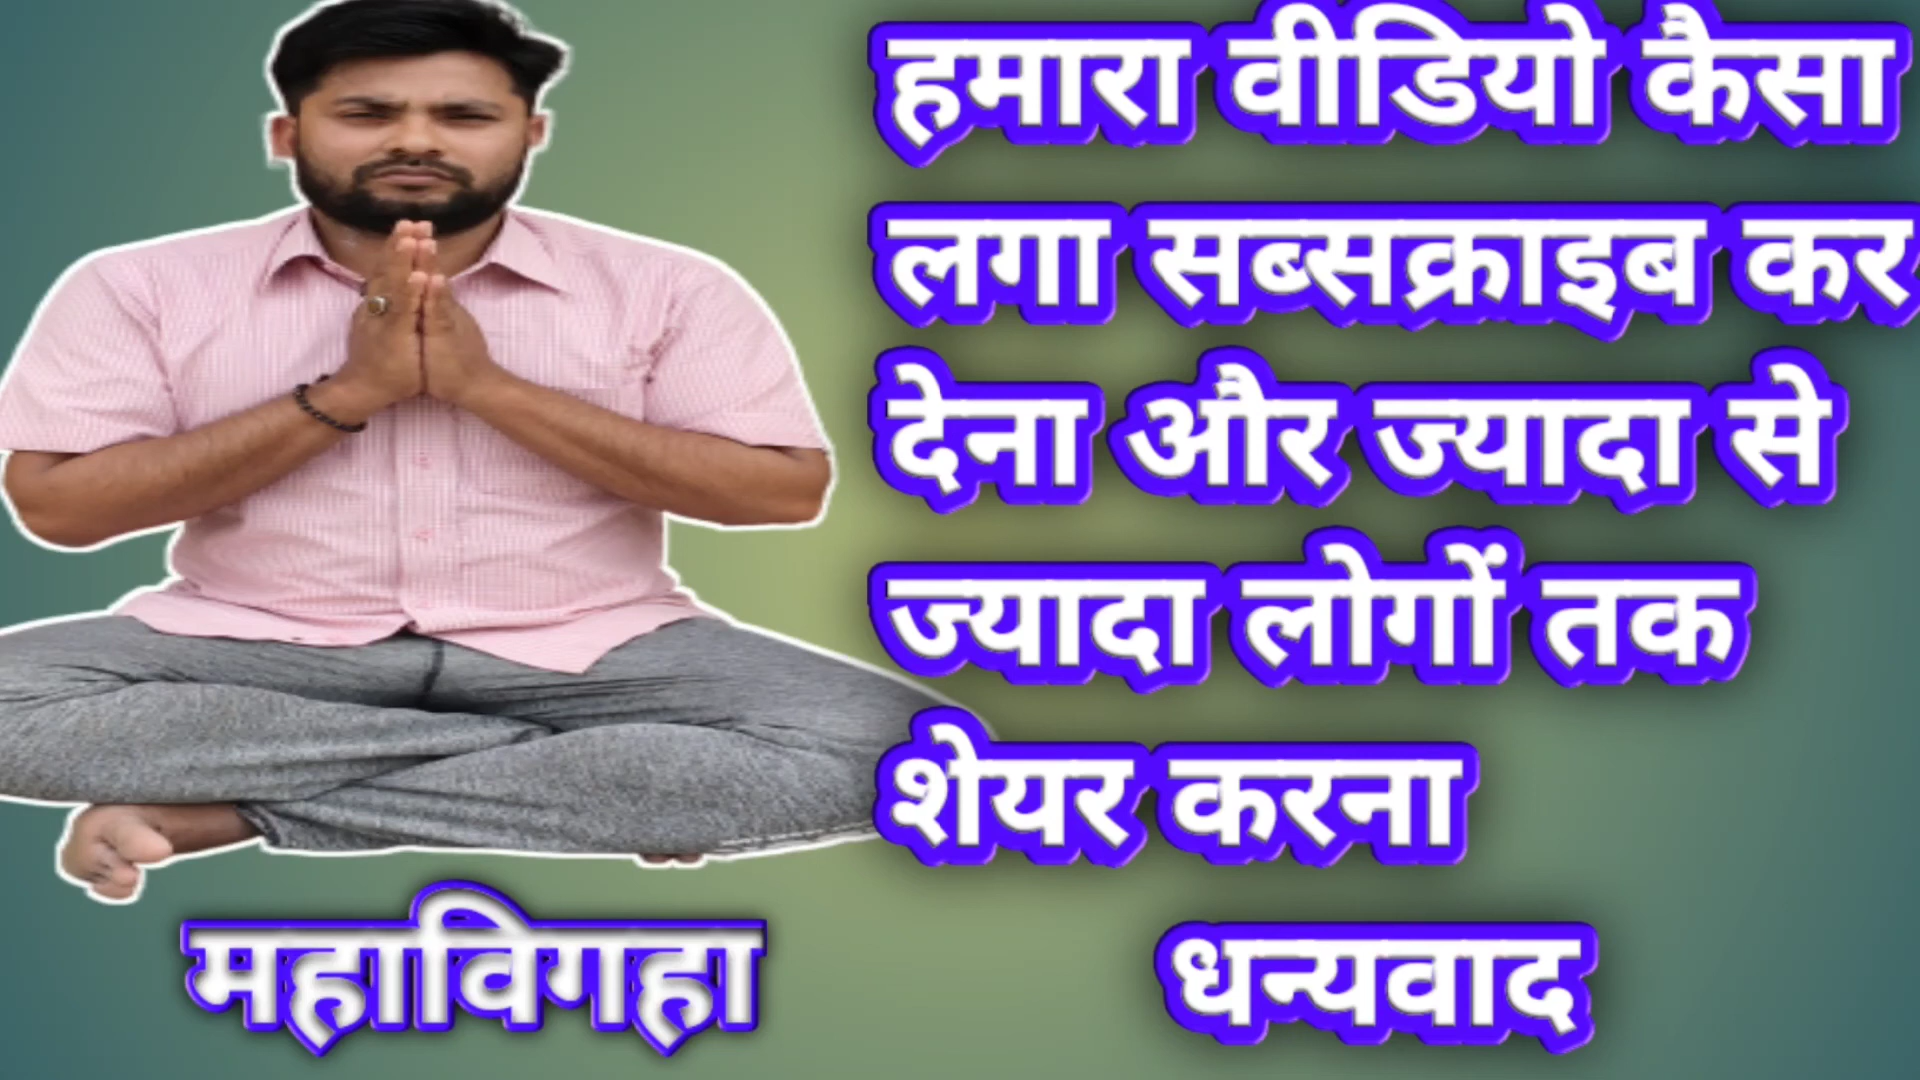 हमारा वीडियो कैसा
लगा सब्सक्राइब कर
देना और ज्यादा से
ज्यादा लोगों तक
शेयर करना
महाविगहा
धन्यवाद